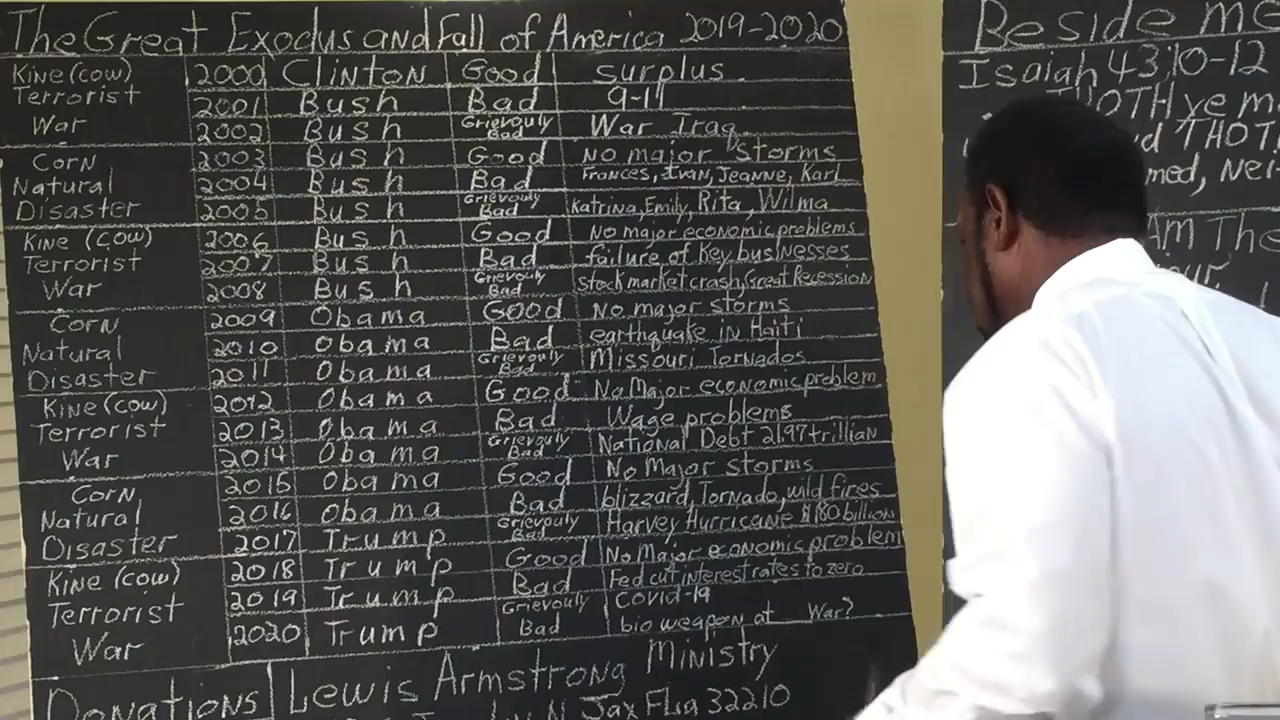 The Great Exodus and Fall of America 2019-2020
Kine (cow) 2000 Clinton Good surplus
Terrorist 2001 Bush Bad 9-11
War 2002 Bush Grievouly Bad War Iraq
Corn 2003 Bush Good No major storms
Natural 2004 Bush Bad Frances, Ivan, Jeanne, Karl
Disaster 2005 Bush Grievouly Bad Katrina, Emily, Rita, Wilma
Kine (cow) 2006 Bush Good No major economic problems
Terrorist 2007 Bush Bad failure of Key businesses
War 2008 Bush Grievouly Bad stock market crash/Great Recession
Corn 2009 Obama Good No major storms
Natural 2010 Obama Bad earthquake in Haiti
Disaster 2011 Obama Grievouly Bad Missouri Tornados
Kine (cow) 2012 Obama Good No Major economic problem
Terrorist 2013 Obama Bad Wage problems
War 2014 Obama Grievouly Bad National Debt 21.97 trillian
Corn 2015 Obama Good No Major storms
Natural 2016 Obama Bad blizzard, Tornado, wild fires
Disaster 2017 Trump Grievouly Harvey Hurricane $180 billion
Kine (cow) 2018 Trump Good No Major economic problem
Terrorist 2019 Trump Bad Fed cut interest rates to zero
War 2020 Trump Grievouly Bad Covid-19 bio weapon at ___ War?
Donations Lewis Armstrong Ministry
Jax Fla 32210
Beside me
Isaiah 43:10-12
THOTH ye m
THOT
med, Nei
Am The